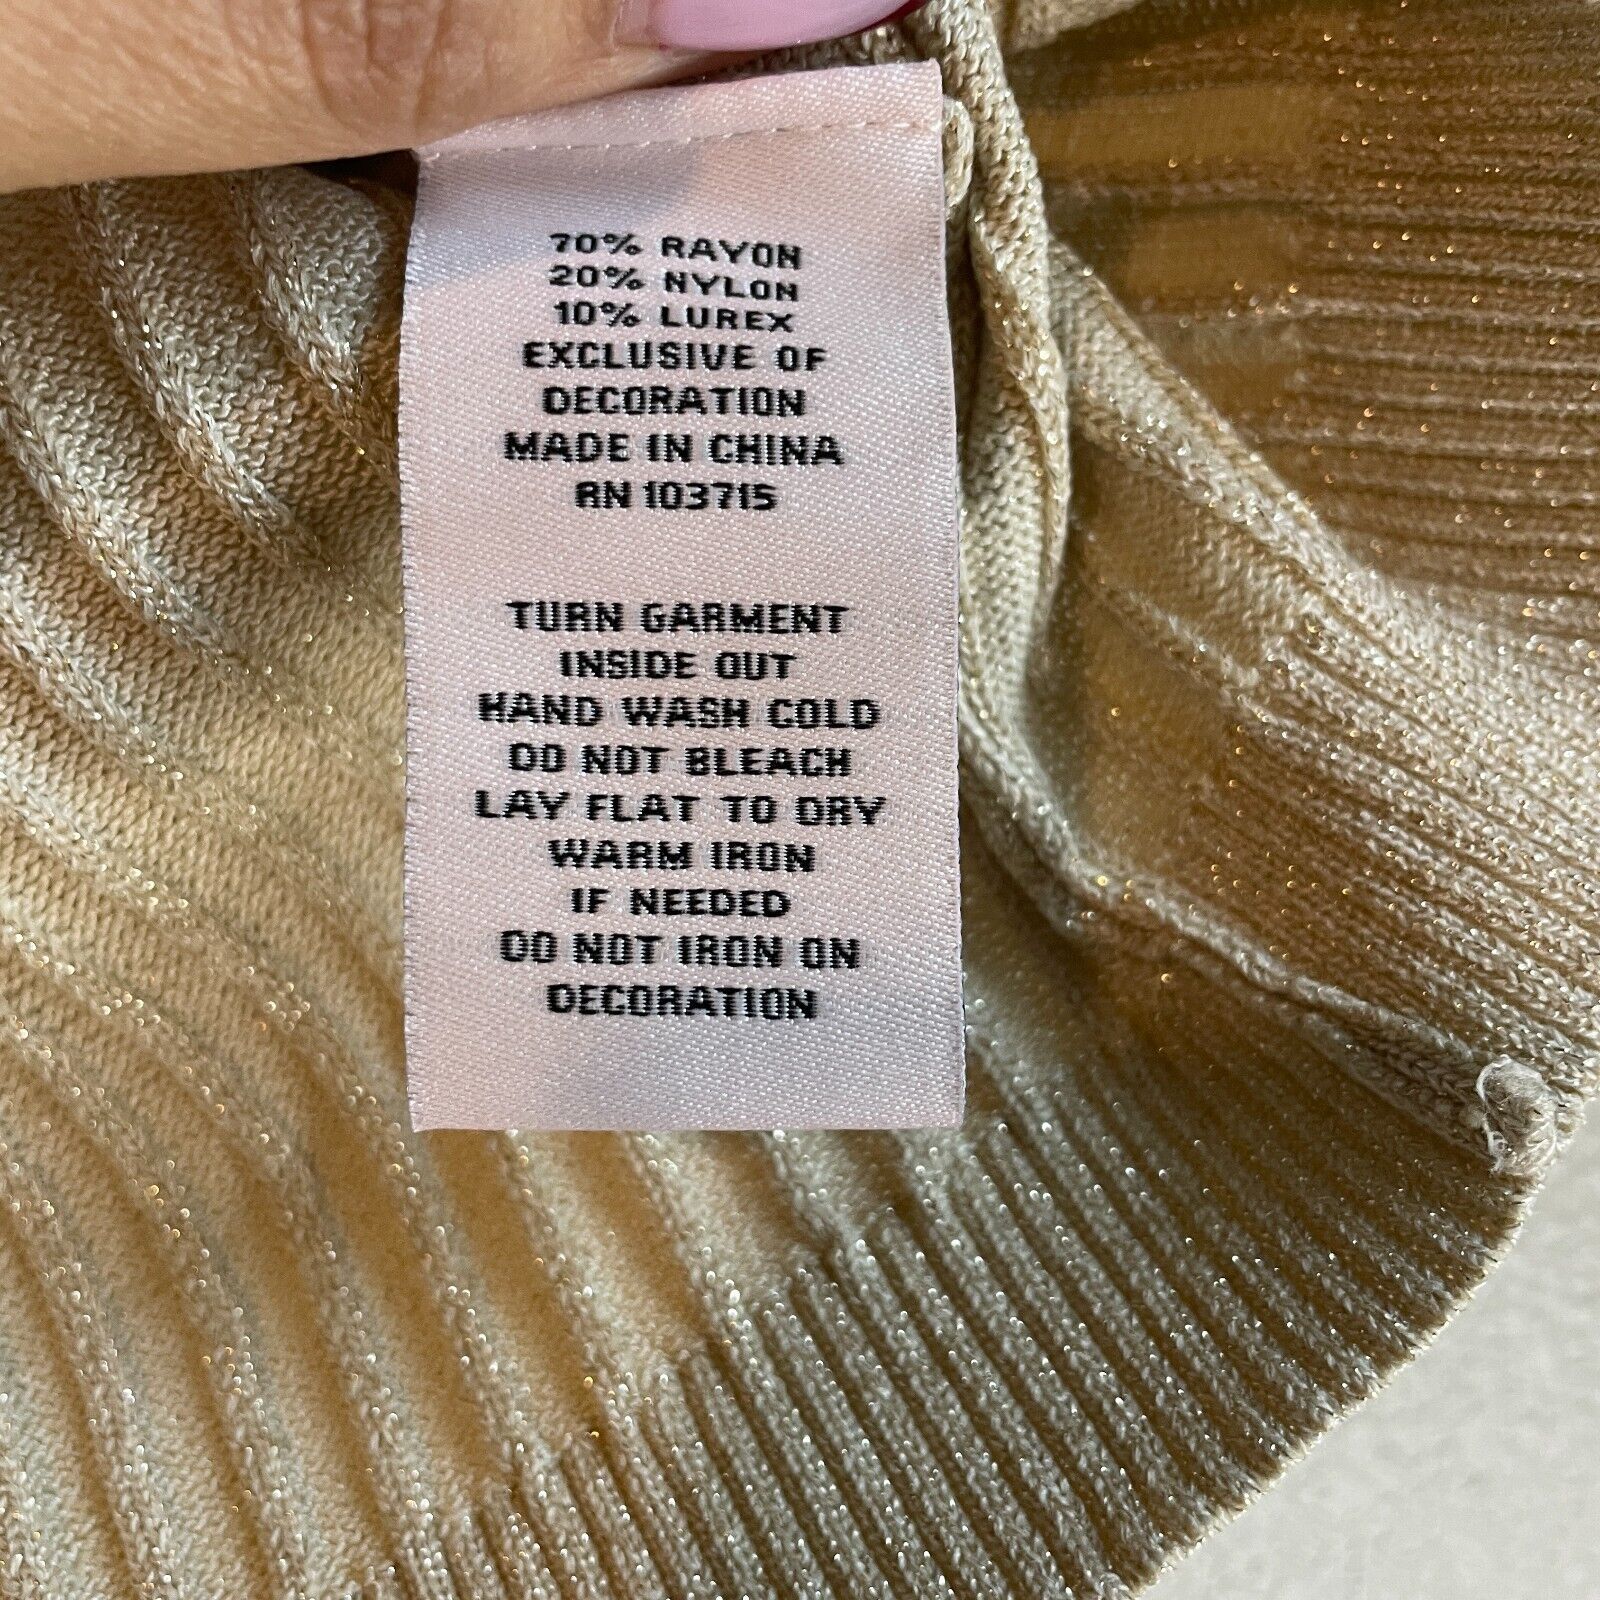 70% RAYON
20% NYLON
10% LUREX
EXCLUSIVE OF
DECORATION
MADE IN CHINA
RN 103715
TURN GARMENT
INSIDE OUT
HAND WASH COLD
DO NOT BLEACH
LAY FLAT TO DRY
WARM IRON
IF NEEDED
DO NOT IRON ON
DECORATION